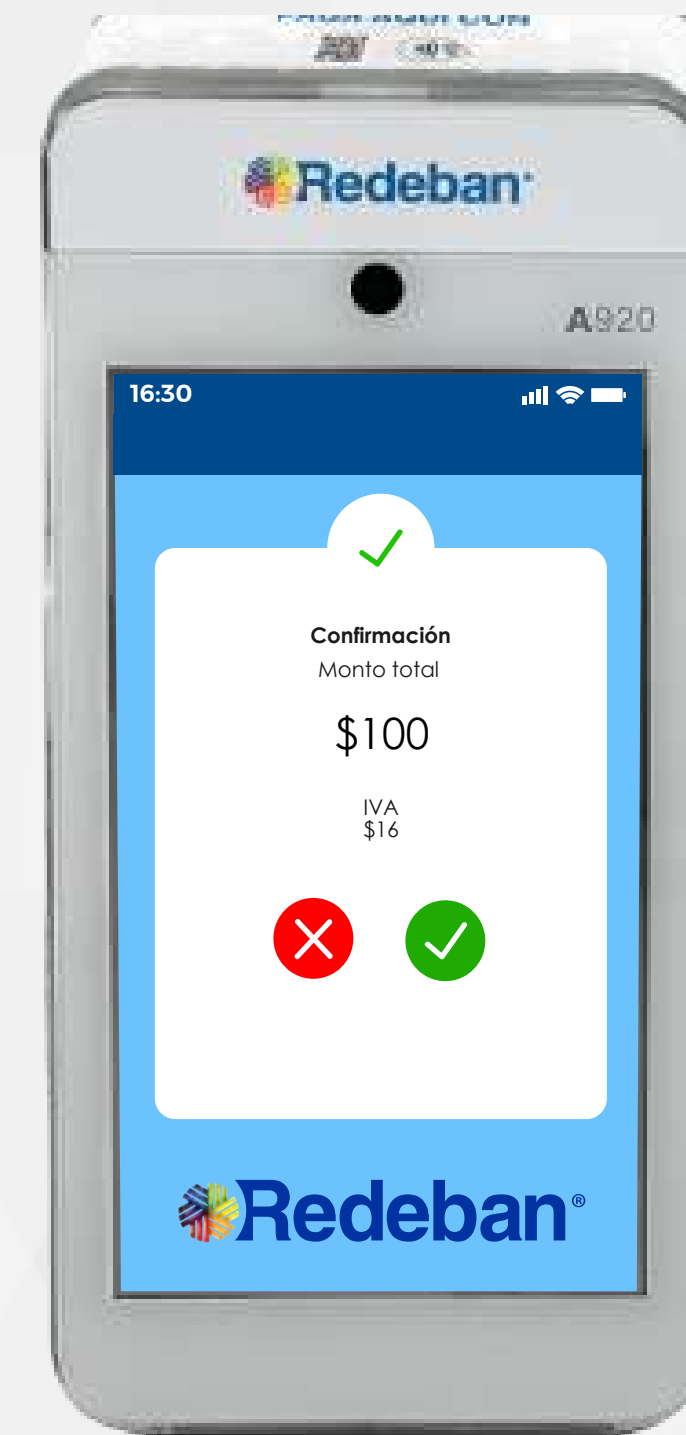 Redeban
A920
16:30
Confirmación
Monto total
$100
IVA
$16
Redeban®